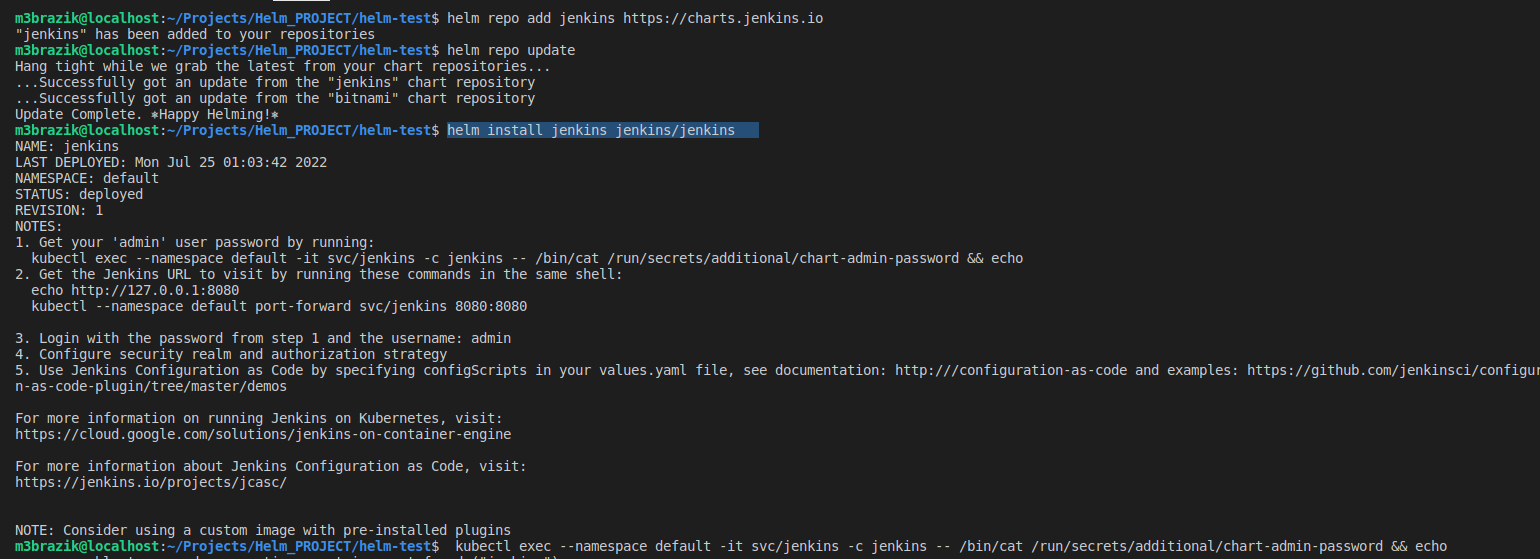 m3brazik@localhost:~/Projects/Helm_PROJECT/helm-test$ helm repo add jenkins https://charts.jenkins.io
"jenkins" has been added to your repositories
m3brazik@localhost:~/Projects/Helm_PROJECT/helm-test$ helm repo update
Hang tight while we grab the latest from your chart repositories...
...Successfully got an update from the "jenkins" chart repository
...Successfully got an update from the "bitnami" chart repository
Update Complete. ⎈Happy Helming!⎈
m3brazik@localhost:~/Projects/Helm_PROJECT/helm-test$ helm install jenkins jenkins/jenkins
NAME: jenkins
LAST DEPLOYED: Mon Jul 25 01:03:42 2022
NAMESPACE: default
STATUS: deployed
REVISION: 1
NOTES:
1. Get your 'admin' user password by running:
  kubectl exec --namespace default -it svc/jenkins -c jenkins -- /bin/cat /run/secrets/additional/chart-admin-password && echo
2. Get the Jenkins URL to visit by running these commands in the same shell:
  echo http://127.0.0.1:8080
  kubectl --namespace default port-forward svc/jenkins 8080:8080
3. Login with the password from step 1 and the username: admin
4. Configure security realm and authorization strategy
5. Use Jenkins Configuration as Code by specifying configScripts in your values.yaml file, see documentation: http:///configuration-as-code and examples: https://github.com/jenkinsci/configur
n-as-code-plugin/tree/master/demos
For more information on running Jenkins on Kubernetes, visit:
https://cloud.google.com/solutions/jenkins-on-container-engine
For more information about Jenkins Configuration as Code, visit:
https://jenkins.io/projects/jcasc/
NOTE: Consider using a custom image with pre-installed plugins
m3brazik@localhost:~/Projects/Helm_PROJECT/helm-test$  kubectl exec --namespace default -it svc/jenkins -c jenkins -- /bin/cat /run/secrets/additional/chart-admin-password && echo